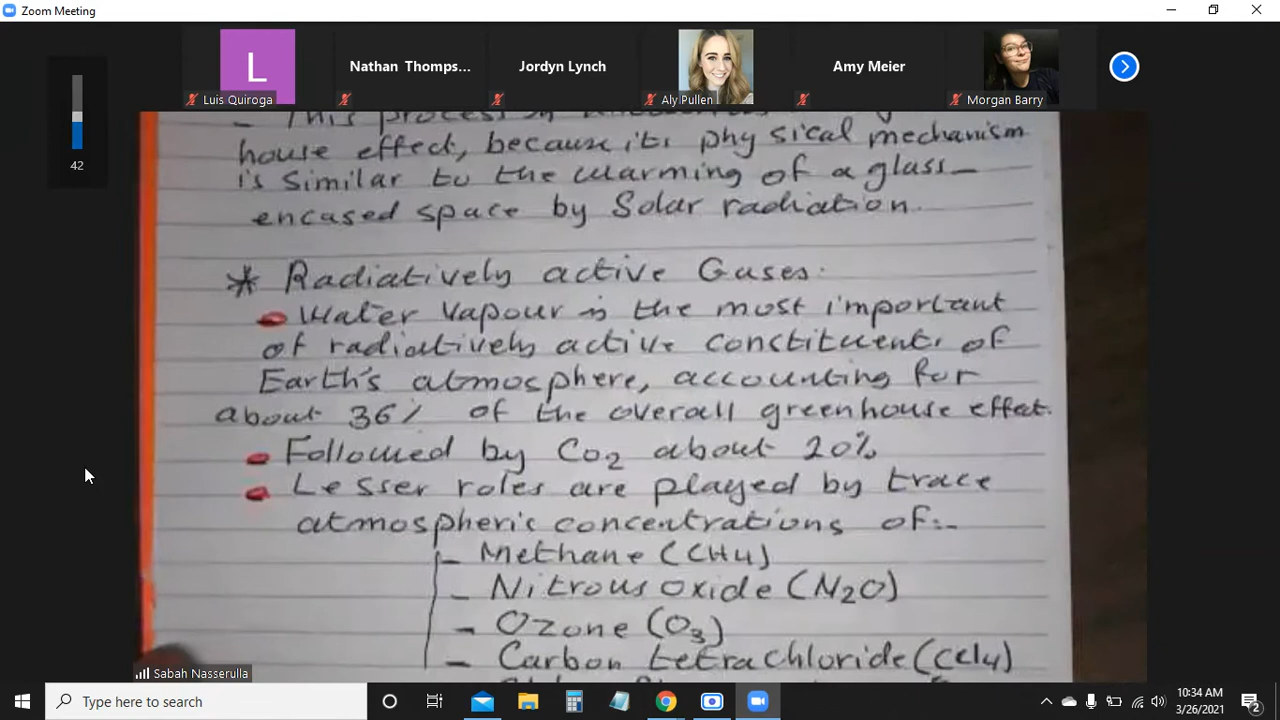 Zoom Meeting
L
Luis Quiroga
Nathan Thomps...
Jordyn Lynch
Aly Pullen
Amy Meier
Morgan Barry
42
- This process is
house effect, because its physical mechanism
is similar to the warming of a glass-
encased space by Solar radiation.
* Radiatively active Gases:
Water Vapour is the most important
of radiatively active constituents of
Earth's atmosphere, accounting for
about 36% of the overall greenhouse effect.
Followed by CO2 about 20%
Lesser roles are played by trace
atmospheric concentrations of:-
- Methane (CH4)
- Nitrous oxide (N2O)
- Ozone (O3)
- Carbon tetrachloride (CCl4)
Sabah Nasserulla
Type here to search
10:34 AM
3/26/2021
2